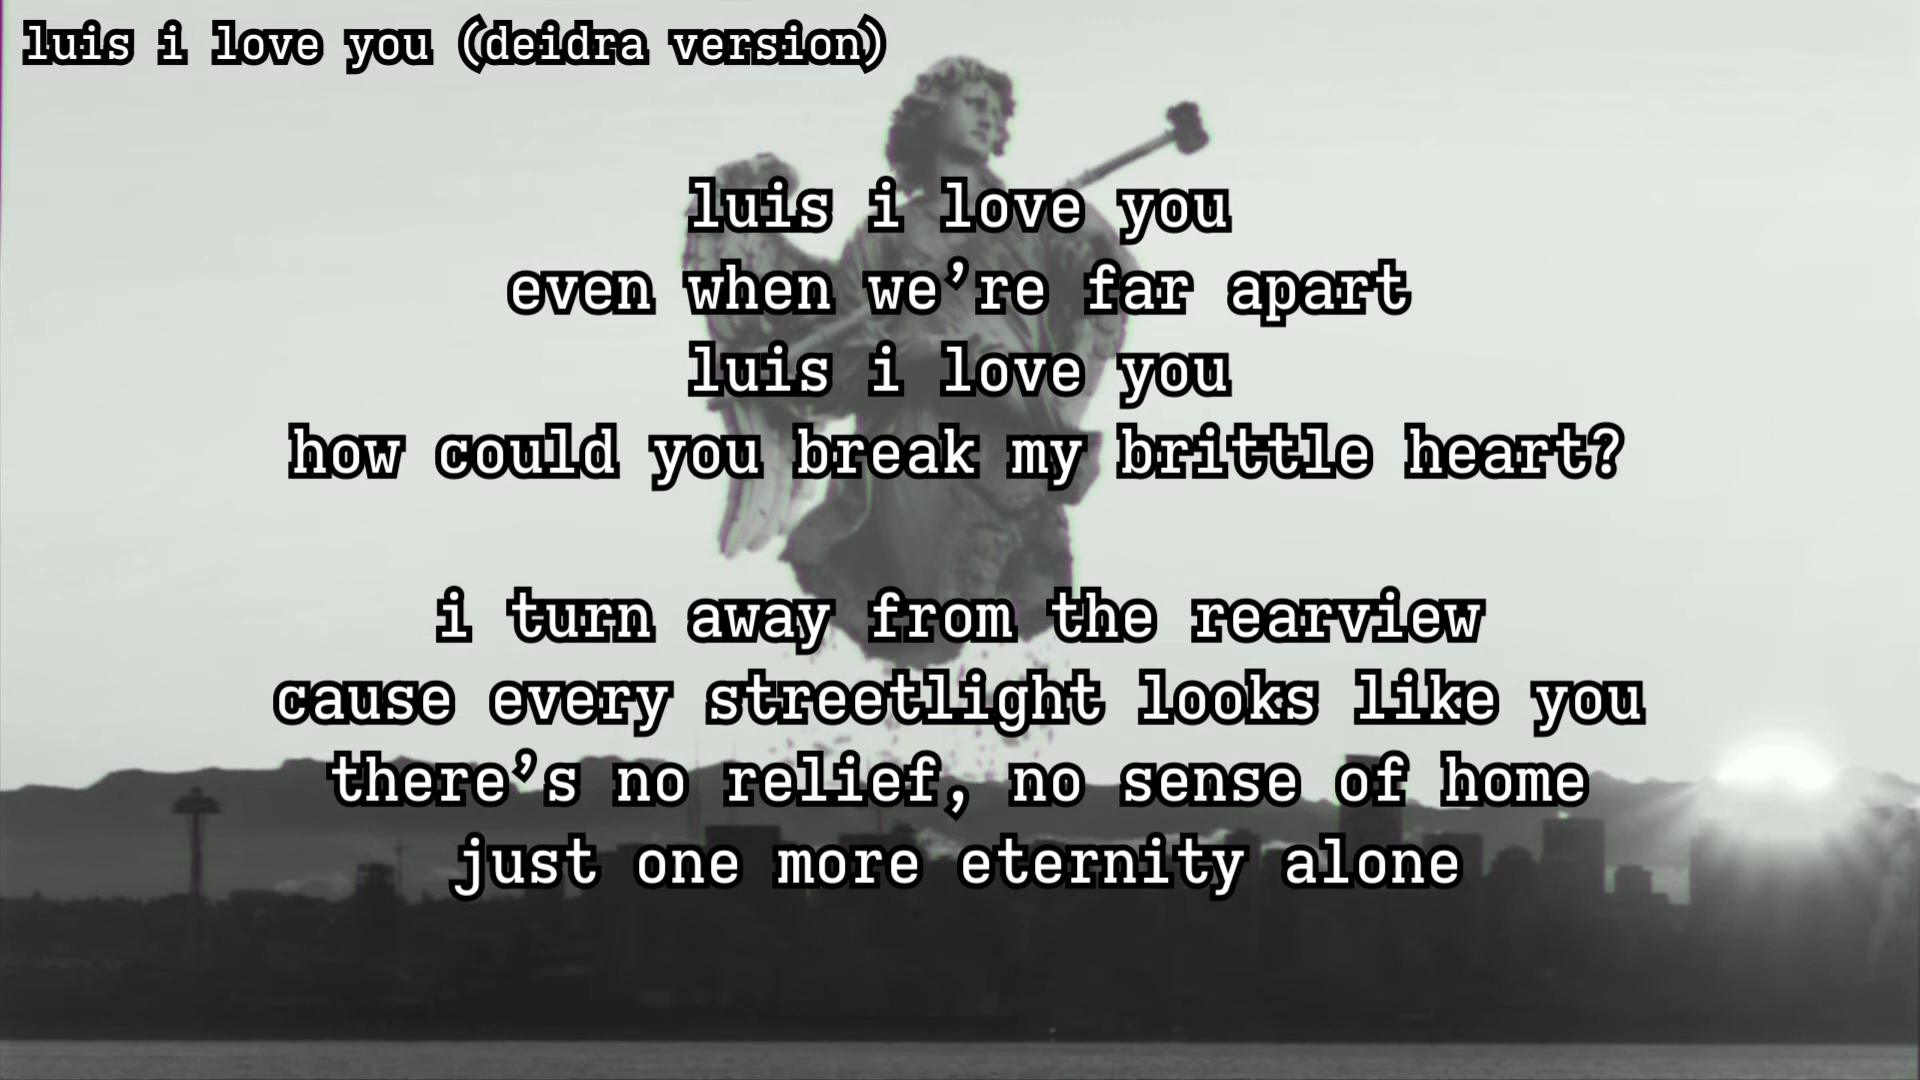 luis i love you (deidra version)
luis i love you
even when we’re far apart
luis i love you
how could you break my brittle heart?
i turn away from the rearview
cause every streetlight looks like you
there’s no relief, no sense of home
just one more eternity alone